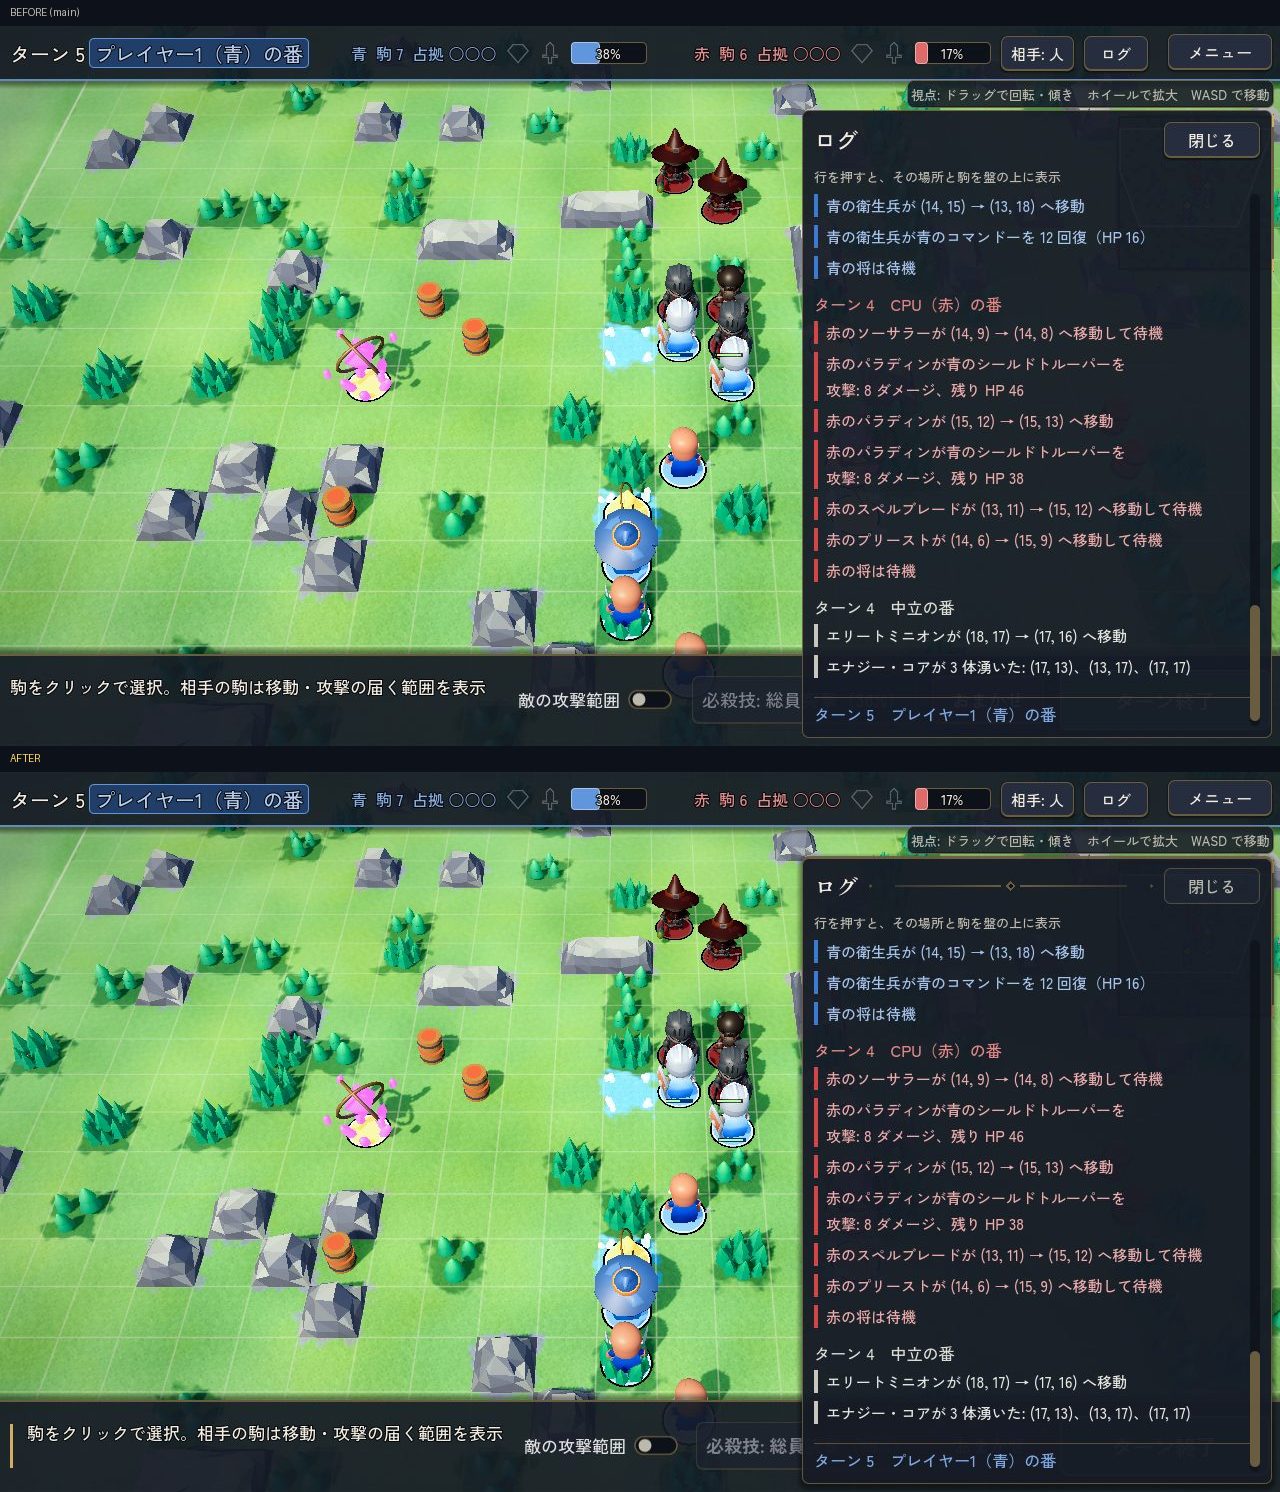 BEFORE (main)
ターン 5 プレイヤー1（青）の番 青 駒 7 占拠 〇〇〇 38% 赤 駒 6 占拠 〇〇〇 17% 相手: 人 ログ メニュー
視点: ドラッグで回転・傾き ホイールで拡大 WASD で移動
ログ 閉じる
行を押すと、その場所と駒を盤の上に表示
青の衛生兵が (14, 15) → (13, 18) へ移動
青の衛生兵が青のコマンドーを 12 回復（HP 16）
青の将は待機
ターン 4 CPU（赤）の番
赤のソーサラーが (14, 9) → (14, 8) へ移動して待機
赤のパラディンが青のシールドトルーパーを
攻撃: 8 ダメージ、残り HP 46
赤のパラディンが (15, 12) → (15, 13) へ移動
赤のパラディンが青のシールドトルーパーを
攻撃: 8 ダメージ、残り HP 38
赤のスペルブレードが (13, 11) → (15, 12) へ移動して待機
赤のプリーストが (14, 6) → (15, 9) へ移動して待機
赤の将は待機
ターン 4 中立の番
エリートミニオンが (18, 17) → (17, 16) へ移動
エナジー・コアが 3 体湧いた: (17, 13)、(13, 17)、(17, 17)
ターン 5 プレイヤー1（青）の番
駒をクリックで選択。相手の駒は移動・攻撃の届く範囲を表示
敵の攻撃範囲
必殺技: 総員
AFTER
ターン 5 プレイヤー1（青）の番 青 駒 7 占拠 〇〇〇 38% 赤 駒 6 占拠 〇〇〇 17% 相手: 人 ログ メニュー
視点: ドラッグで回転・傾き ホイールで拡大 WASD で移動
ログ 閉じる
行を押すと、その場所と駒を盤の上に表示
青の衛生兵が (14, 15) → (13, 18) へ移動
青の衛生兵が青のコマンドーを 12 回復（HP 16）
青の将は待機
ターン 4 CPU（赤）の番
赤のソーサラーが (14, 9) → (14, 8) へ移動して待機
赤のパラディンが青のシールドトルーパーを
攻撃: 8 ダメージ、残り HP 46
赤のパラディンが (15, 12) → (15, 13) へ移動
赤のパラディンが青のシールドトルーパーを
攻撃: 8 ダメージ、残り HP 38
赤のスペルブレードが (13, 11) → (15, 12) へ移動して待機
赤のプリーストが (14, 6) → (15, 9) へ移動して待機
赤の将は待機
ターン 4 中立の番
エリートミニオンが (18, 17) → (17, 16) へ移動
エナジー・コアが 3 体湧いた: (17, 13)、(13, 17)、(17, 17)
ターン 5 プレイヤー1（青）の番
駒をクリックで選択。相手の駒は移動・攻撃の届く範囲を表示
敵の攻撃範囲
必殺技: 総員